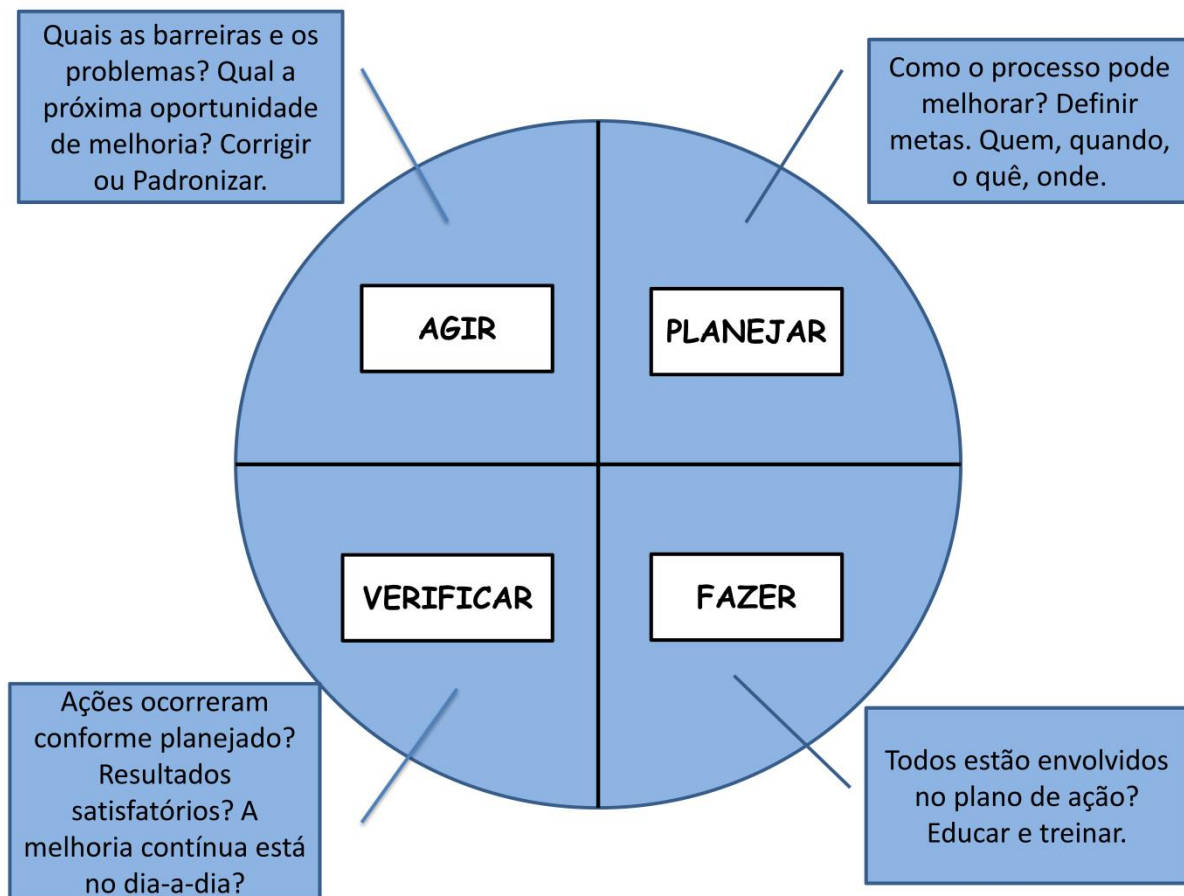 Quais as barreiras e os
problemas? Qual a
próxima oportunidade
de melhoria? Corrigir
ou Padronizar.
Como o processo pode
melhorar? Definir
metas. Quem, quando,
o quê, onde.
AGIR
PLANEJAR
VERIFICAR
FAZER
Ações ocorreram
conforme planejado?
Resultados
satisfatórios? A
melhoria contínua está
no dia-a-dia?
Todos estão envolvidos
no plano de ação?
Educar e treinar.